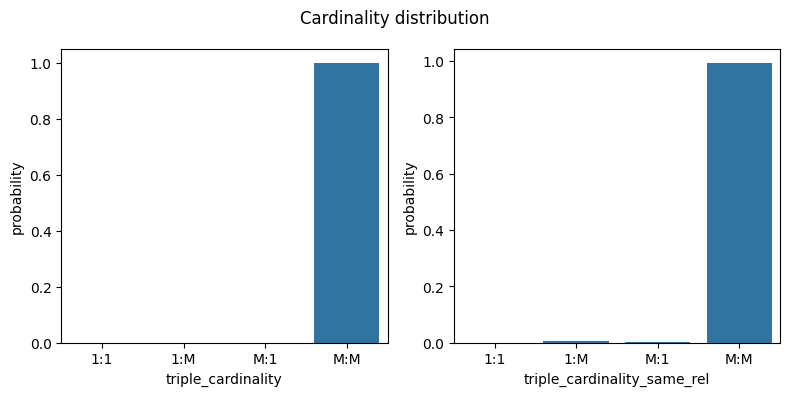 Cardinality distribution
probability
1.0
0.8
0.6
0.4
0.2
0.0
1:1 1:M M:1 M:M
triple_cardinality
probability
1.0
0.8
0.6
0.4
0.2
0.0
1:1 1:M M:1 M:M
triple_cardinality_same_rel